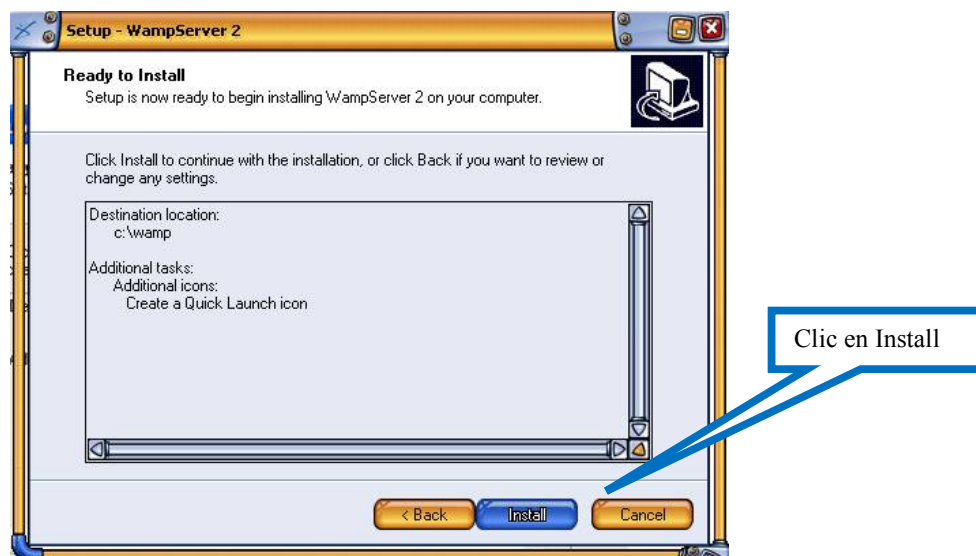 Setup - WampServer 2
Ready to Install
Setup is now ready to begin installing WampServer 2 on your computer.
Click Install to continue with the installation, or click Back if you want to review or
change any settings.
Destination location:
c:\wamp
Additional tasks:
Additional icons:
Create a Quick Launch icon
Clic en Install
< Back
Install
Cancel